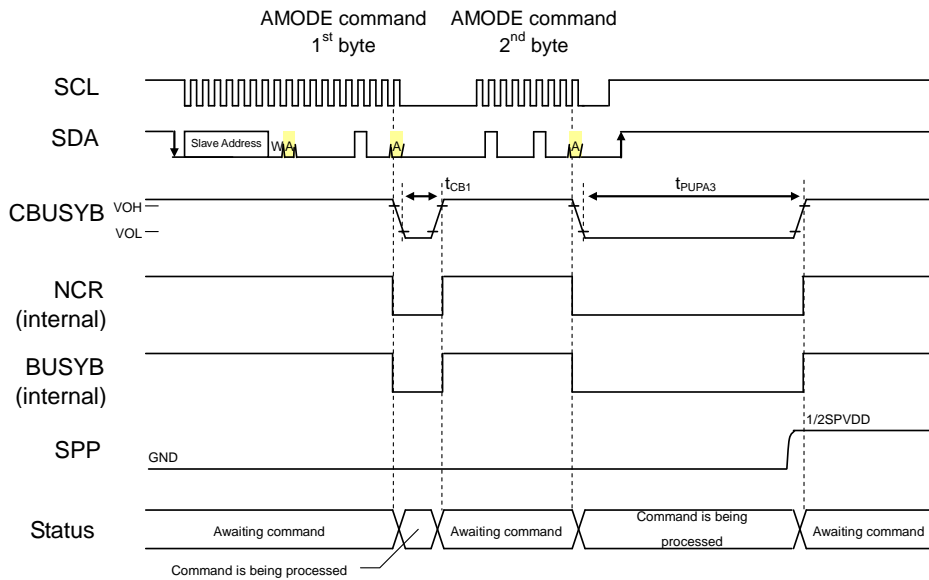 AMODE command
1st byte
AMODE command
2nd byte
SCL
SDA
Slave Address
W
A
A
A
CBUSYB
VOH
VOL
tCB1
tPUPA3
NCR
(internal)
BUSYB
(internal)
SPP
GND
1/2SPVDD
Status
Awaiting command
Awaiting command
Command is being
processed
Awaiting command
Command is being processed